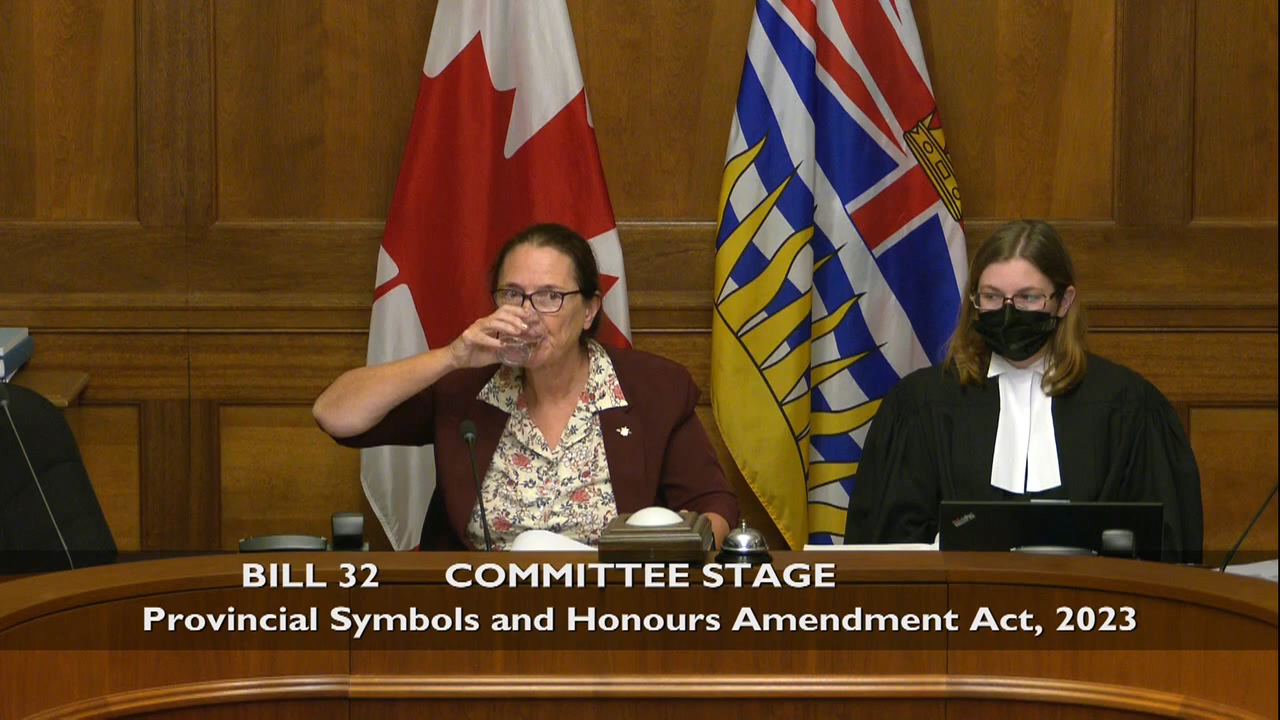 BILL 32 COMMITTEE STAGE
Provincial Symbols and Honours Amendment Act, 2023